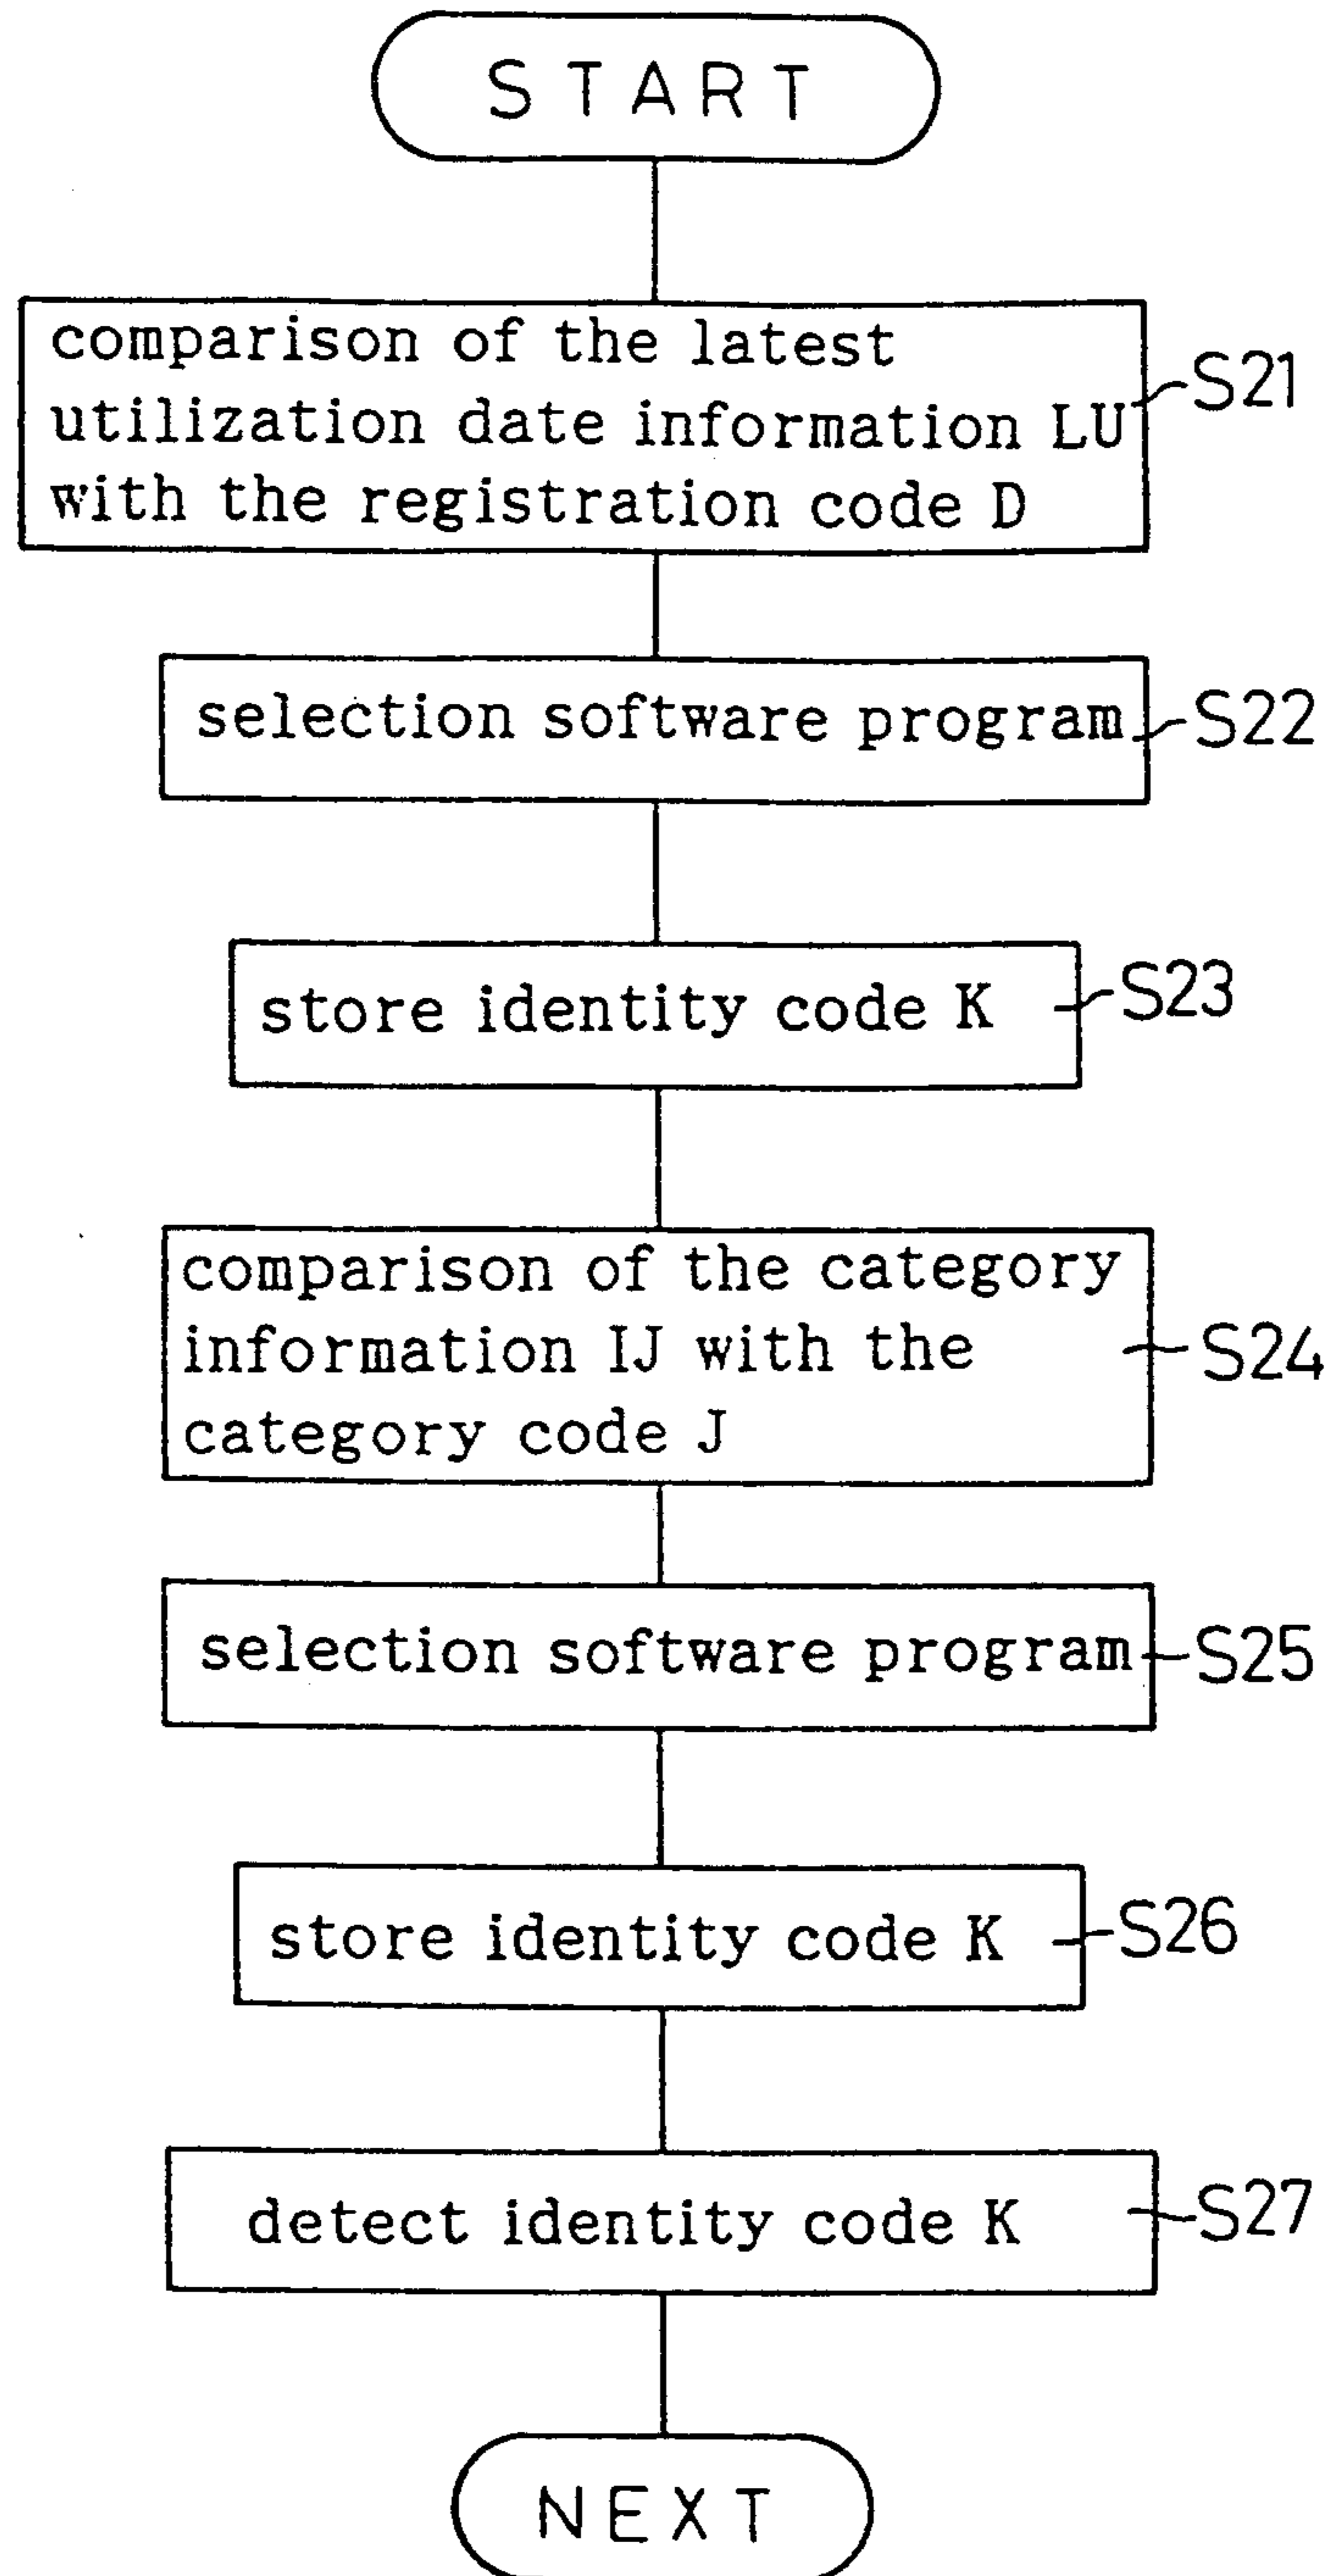 START
comparison of the latest
utilization date information LU
with the registration code D
S21
selection software program
S22
store identity code K
S23
comparison of the category
information IJ with the
category code J
S24
selection software program
S25
store identity code K
S26
detect identity code K
S27
NEXT